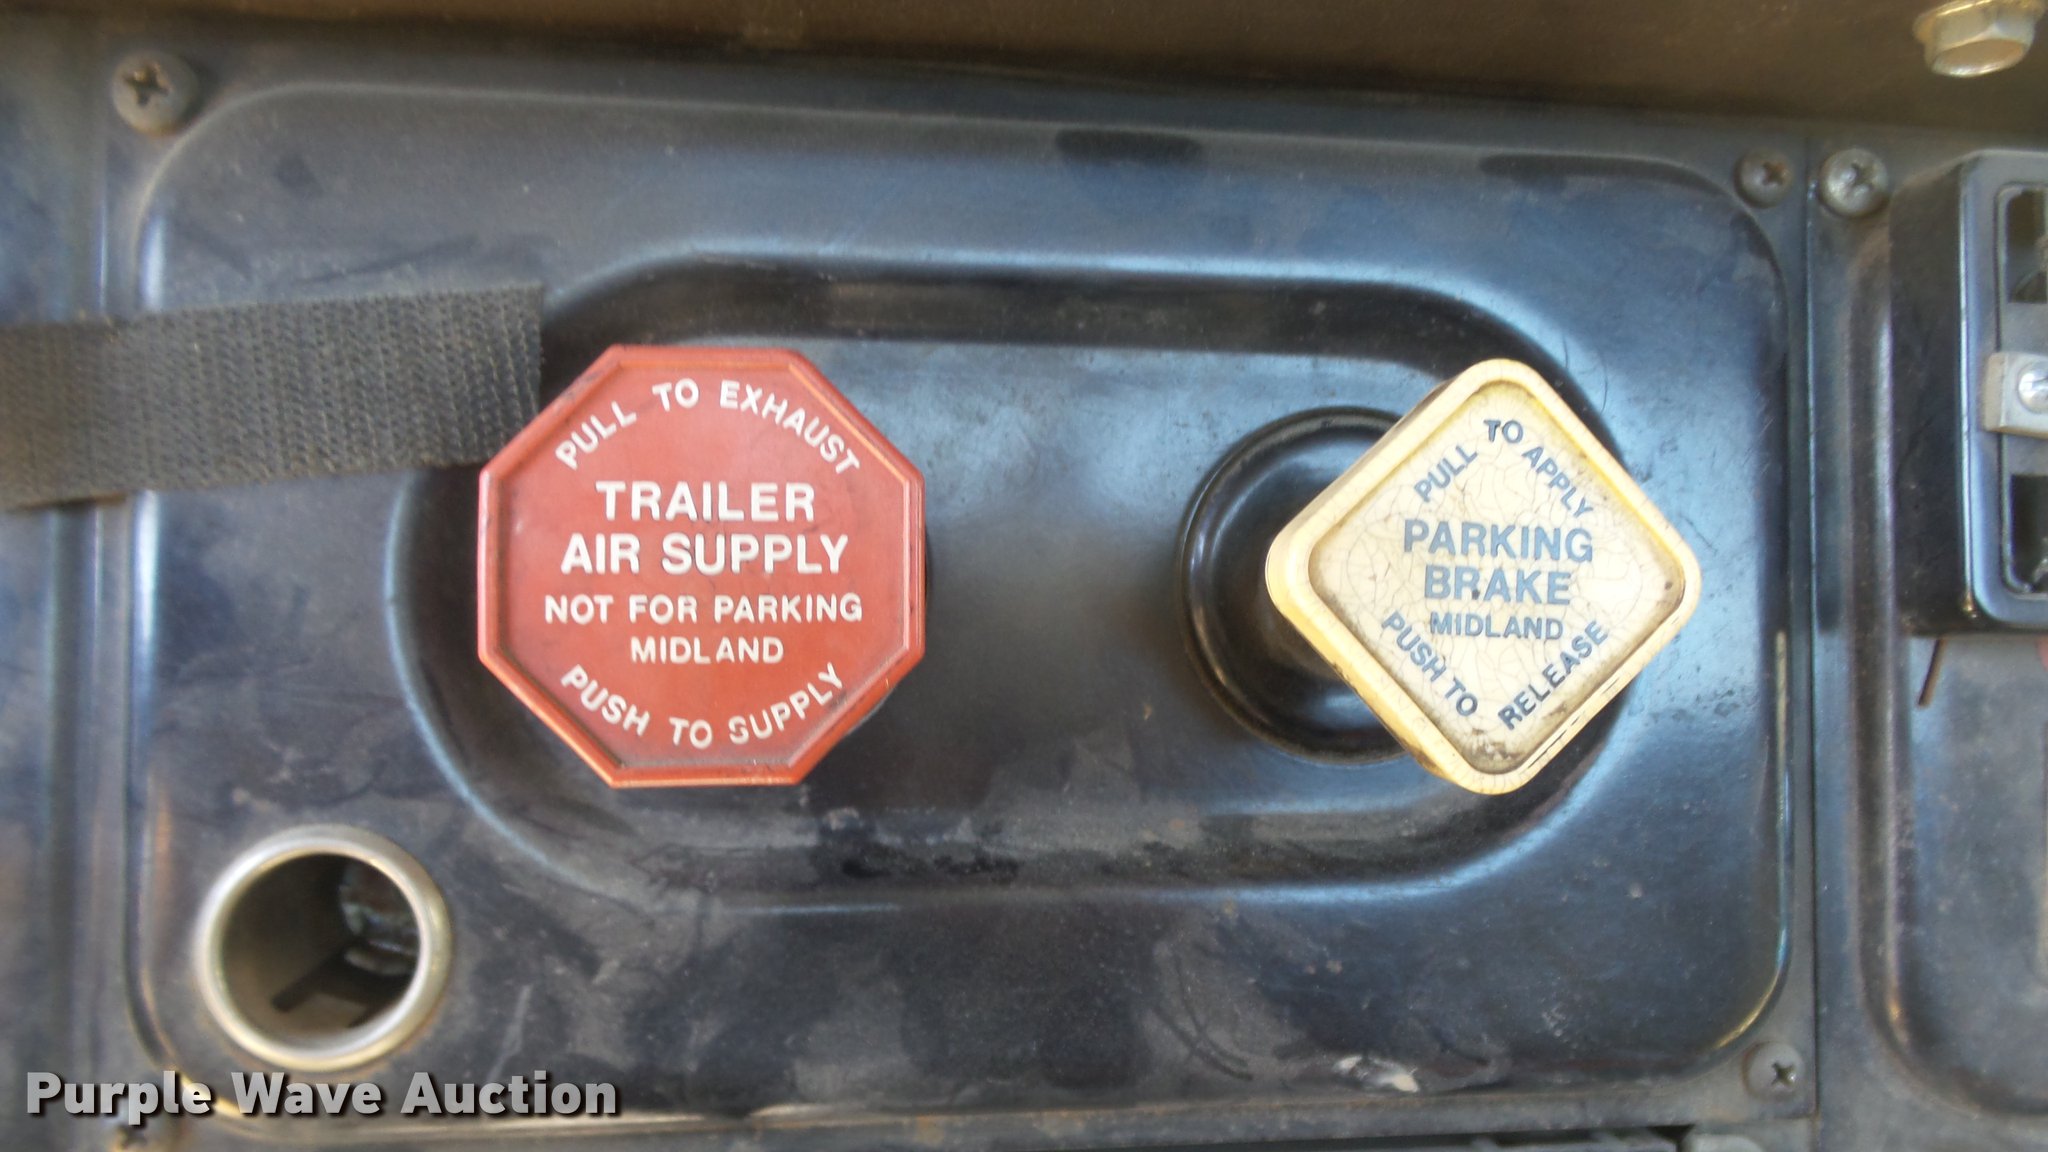 PULL TO EXHAUST
TRAILER
AIR SUPPLY
NOT FOR PARKING
MIDLAND
PUSH TO SUPPLY
PULL TO APPLY
PARKING
BRAKE
MIDLAND
PUSH TO RELEASE
Purple Wave Auction